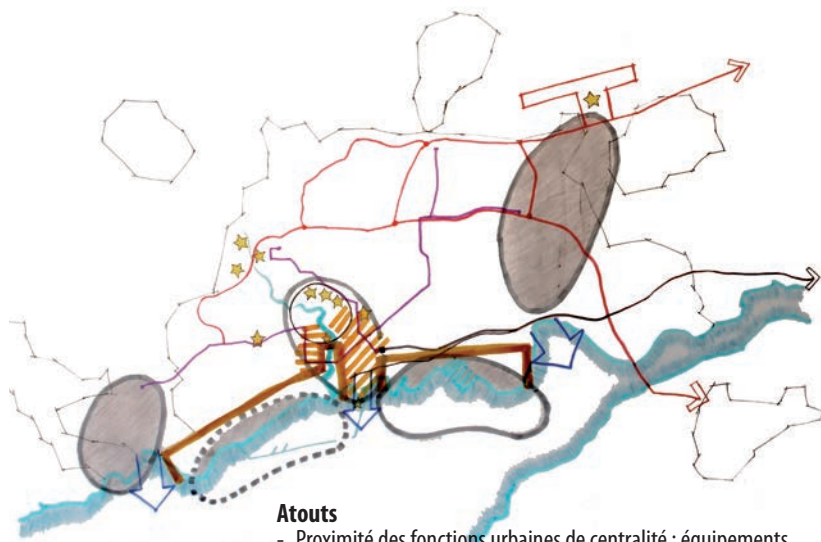 Atouts
- Proximité des fonctions urbaines de centralité : équipements